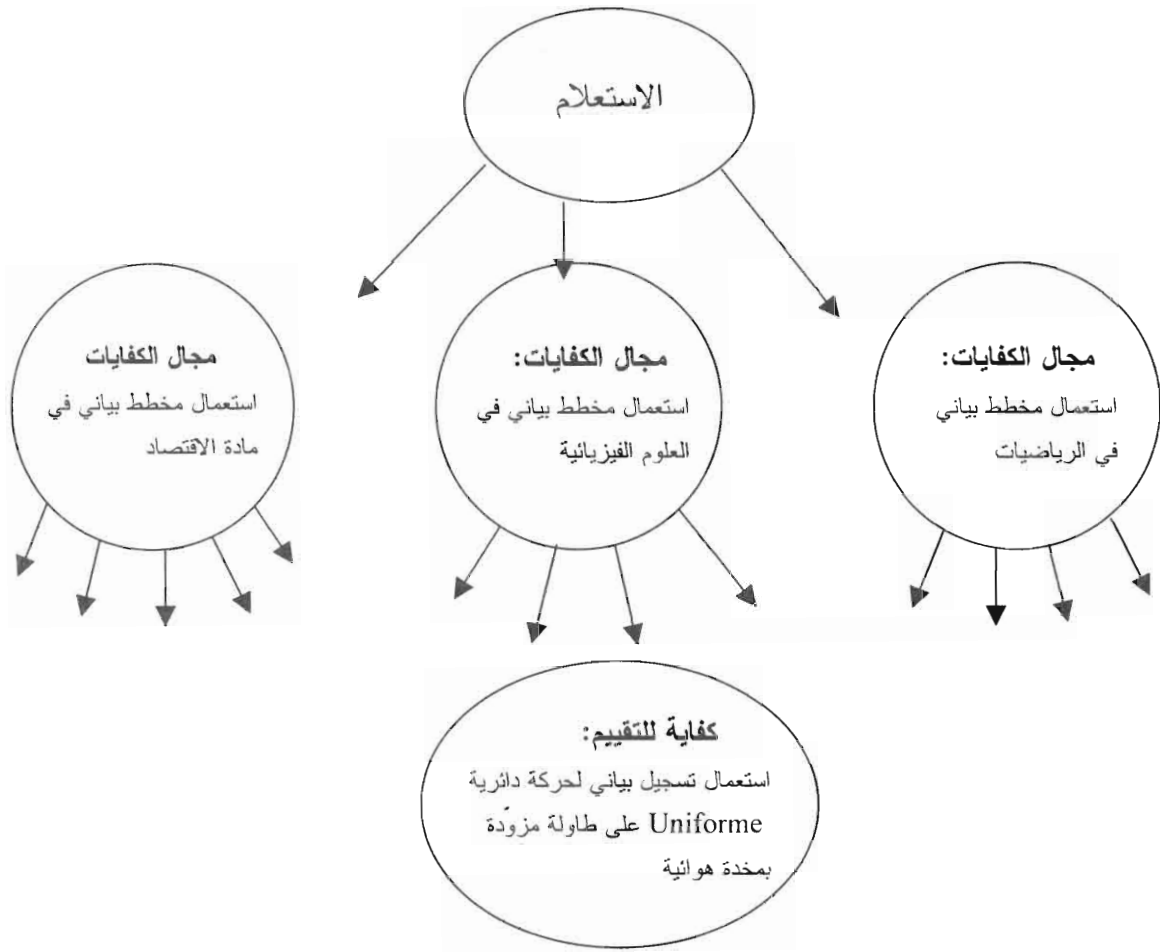 الاستعلام
مجال الكفايات:
استعمال مخطط بياني
في الرياضيات
مجال الكفايات:
استعمال مخطط بياني في
العلوم الفيزيائية
مجال الكفايات
استعمال مخطط بياني في
مادة الاقتصاد
كفاية للتقييم:
استعمال تسجيل بياني لحركة دائرية
Uniforme على طاولة مزوّدة
بمخدة هوائية